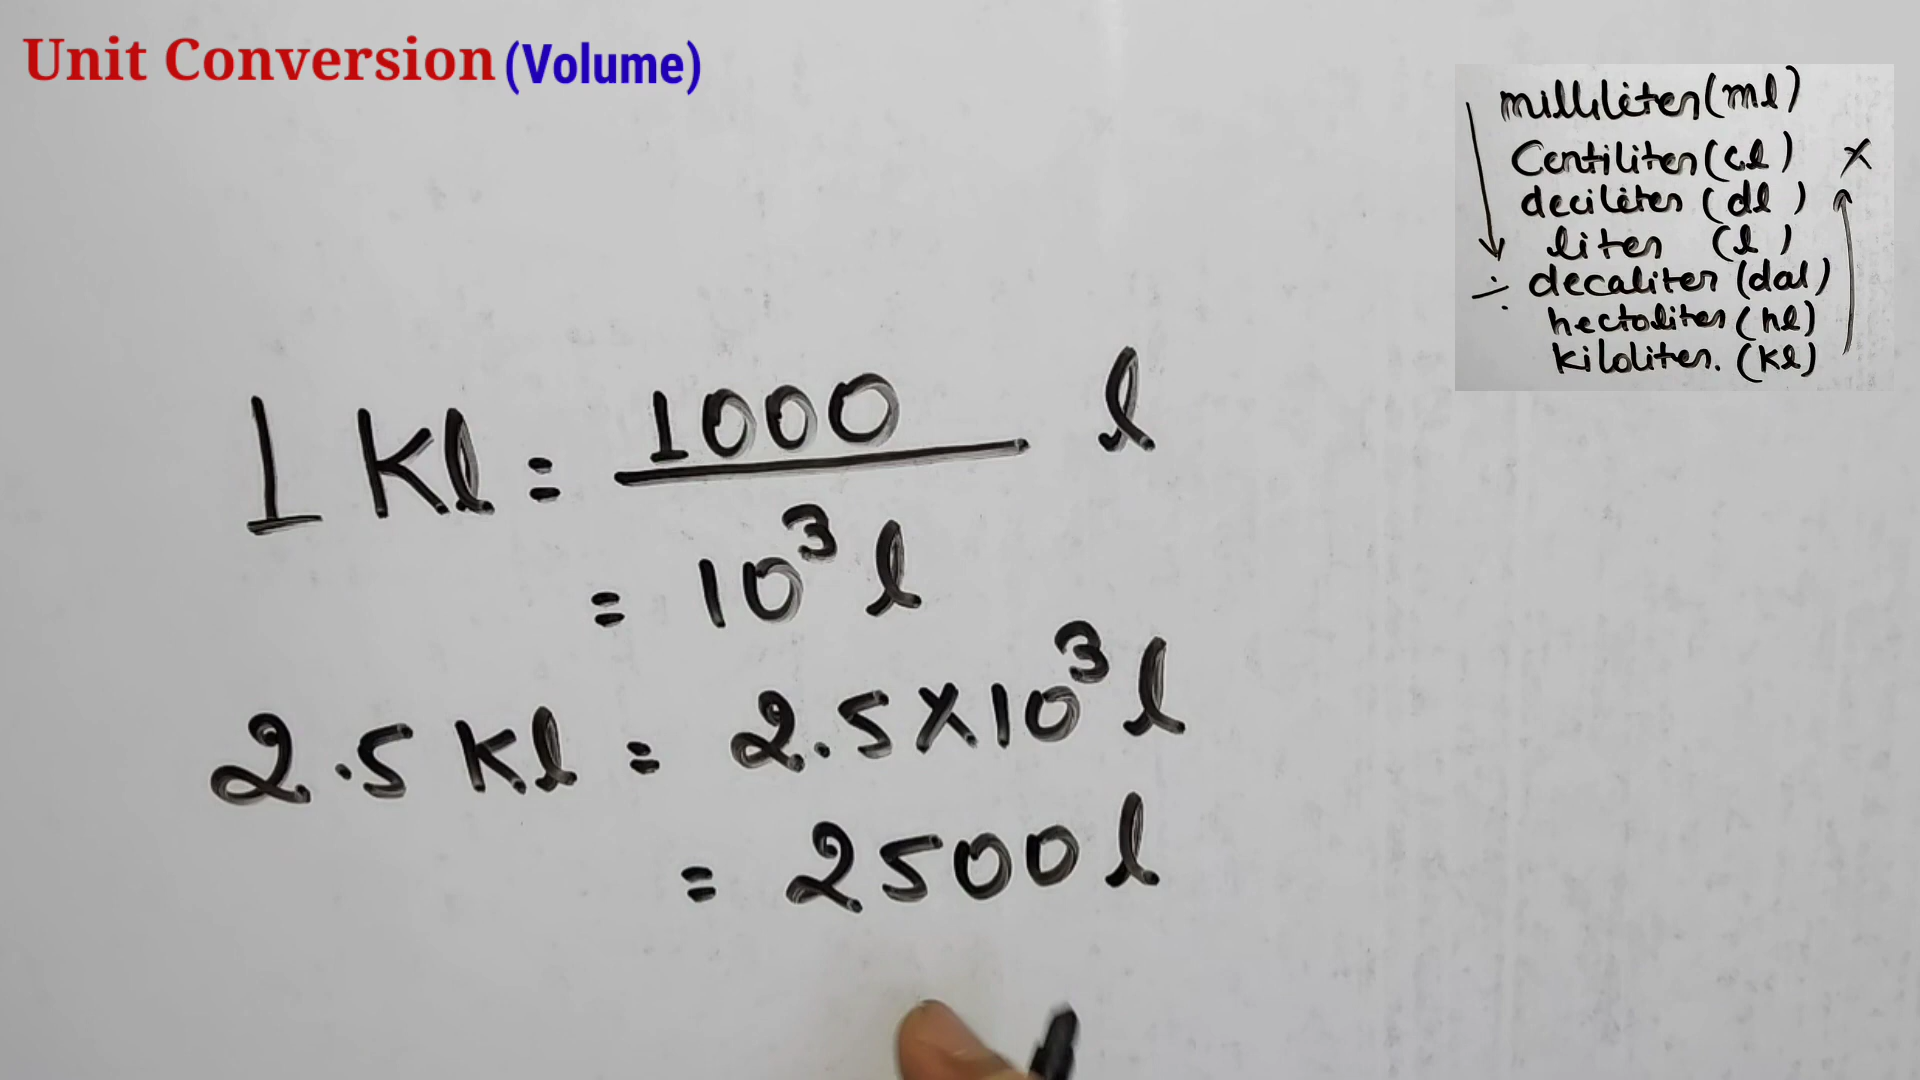 Unit Conversion (Volume)
milliliter (ml)
Centiliter (cl) ×
deciliter (dl)
liter (l)
÷ decaliter (dal)
hectoliter (hl)
kiloliter. (Kl)
1 Kl = 1000 l
= 10³ l
2.5 Kl = 2.5×10³ l
= 2500 l